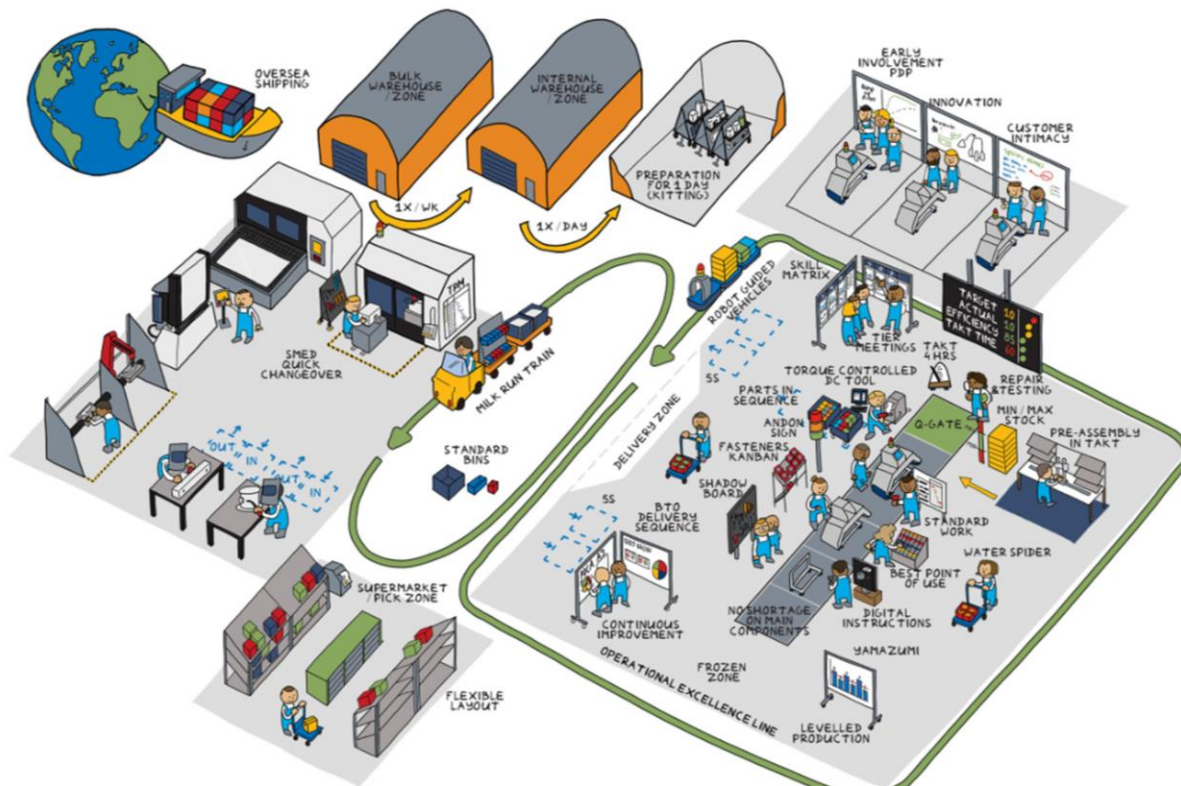 OVERSEA
SHIPPING
BULK
WAREHOUSE
/ZONE
INTERNAL
WAREHOUSE
/ZONE
1X/WK
1X/DAY
PREPARATION
FOR 1 DAY
(KITTING)
EARLY
INVOLVEMENT
PDP
INNOVATION
CUSTOMER
INTIMACY
TPM
SMED
QUICK
CHANGEOVER
MILK RUN TRAIN
ROBOT GUIDED
VEHICLES
SKILL
MATRIX
TIER
MEETINGS
TARGET 10
ACTUAL 10
EFFICIENCY 85
TAKT TIME 60
TAKT
4 HRS
REPAIR
&TESTING
TORQUE CONTROLLED
DC TOOL
5S
PARTS IN
SEQUENCE
ANDON
SIGN
Q-GATE
MIN/MAX
STOCK
PRE-ASSEMBLY
IN TAKT
DELIVERY ZONE
FASTENERS
KANBAN
SHADOW
BOARD
STANDARD
BINS
'OUT'
IN
'OUT'
IN
5S
BTO
DELIVERY
SEQUENCE
STANDARD
WORK
WATER SPIDER
BEST POINT
OF USE
DIGITAL
INSTRUCTIONS
NO SHORTAGE
ON MAIN
COMPONENTS
CONTINUOUS
IMPROVEMENT
SUPERMARKET
/PICK ZONE
FLEXIBLE
LAYOUT
FROZEN
ZONE
OPERATIONAL EXCELLENCE LINE
YAMAZUMI
LEVELLED
PRODUCTION